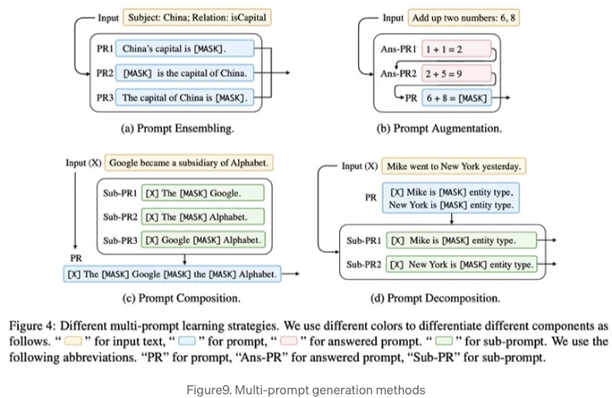 Input Subject: China; Relation: isCapital
PR1 China's capital is [MASK].
PR2 [MASK] is the capital of China.
PR3 The capital of China is [MASK].
(a) Prompt Ensembling.
Input Add up two numbers: 6, 8
Ans-PR1 1 + 1 = 2
Ans-PR2 2 + 5 = 9
PR 6 + 8 = [MASK]
(b) Prompt Augmentation.
Input (X) Google became a subsidiary of Alphabet.
Sub-PR1 [X] The [MASK] Google.
Sub-PR2 [X] The [MASK] Alphabet.
Sub-PR3 [X] Google [MASK] Alphabet.
PR
[X] The [MASK] Google [MASK] the [MASK] Alphabet.
(c) Prompt Composition.
Input (X) Mike went to New York yesterday.
PR [X] Mike is [MASK] entity type,
New York is [MASK] entity type.
Sub-PR1 [X] Mike is [MASK] entity type.
Sub-PR2 [X] New York is [MASK] entity type.
(d) Prompt Decomposition.
Figure 4: Different multi-prompt learning strategies. We use different colors to differentiate different components as
follows. “ ” for input text, “ ” for prompt, “ ” for answered prompt. “ ” for sub-prompt. We use the
following abbreviations. “PR” for prompt, “Ans-PR” for answered prompt, “Sub-PR” for sub-prompt.
Figure9. Multi-prompt generation methods